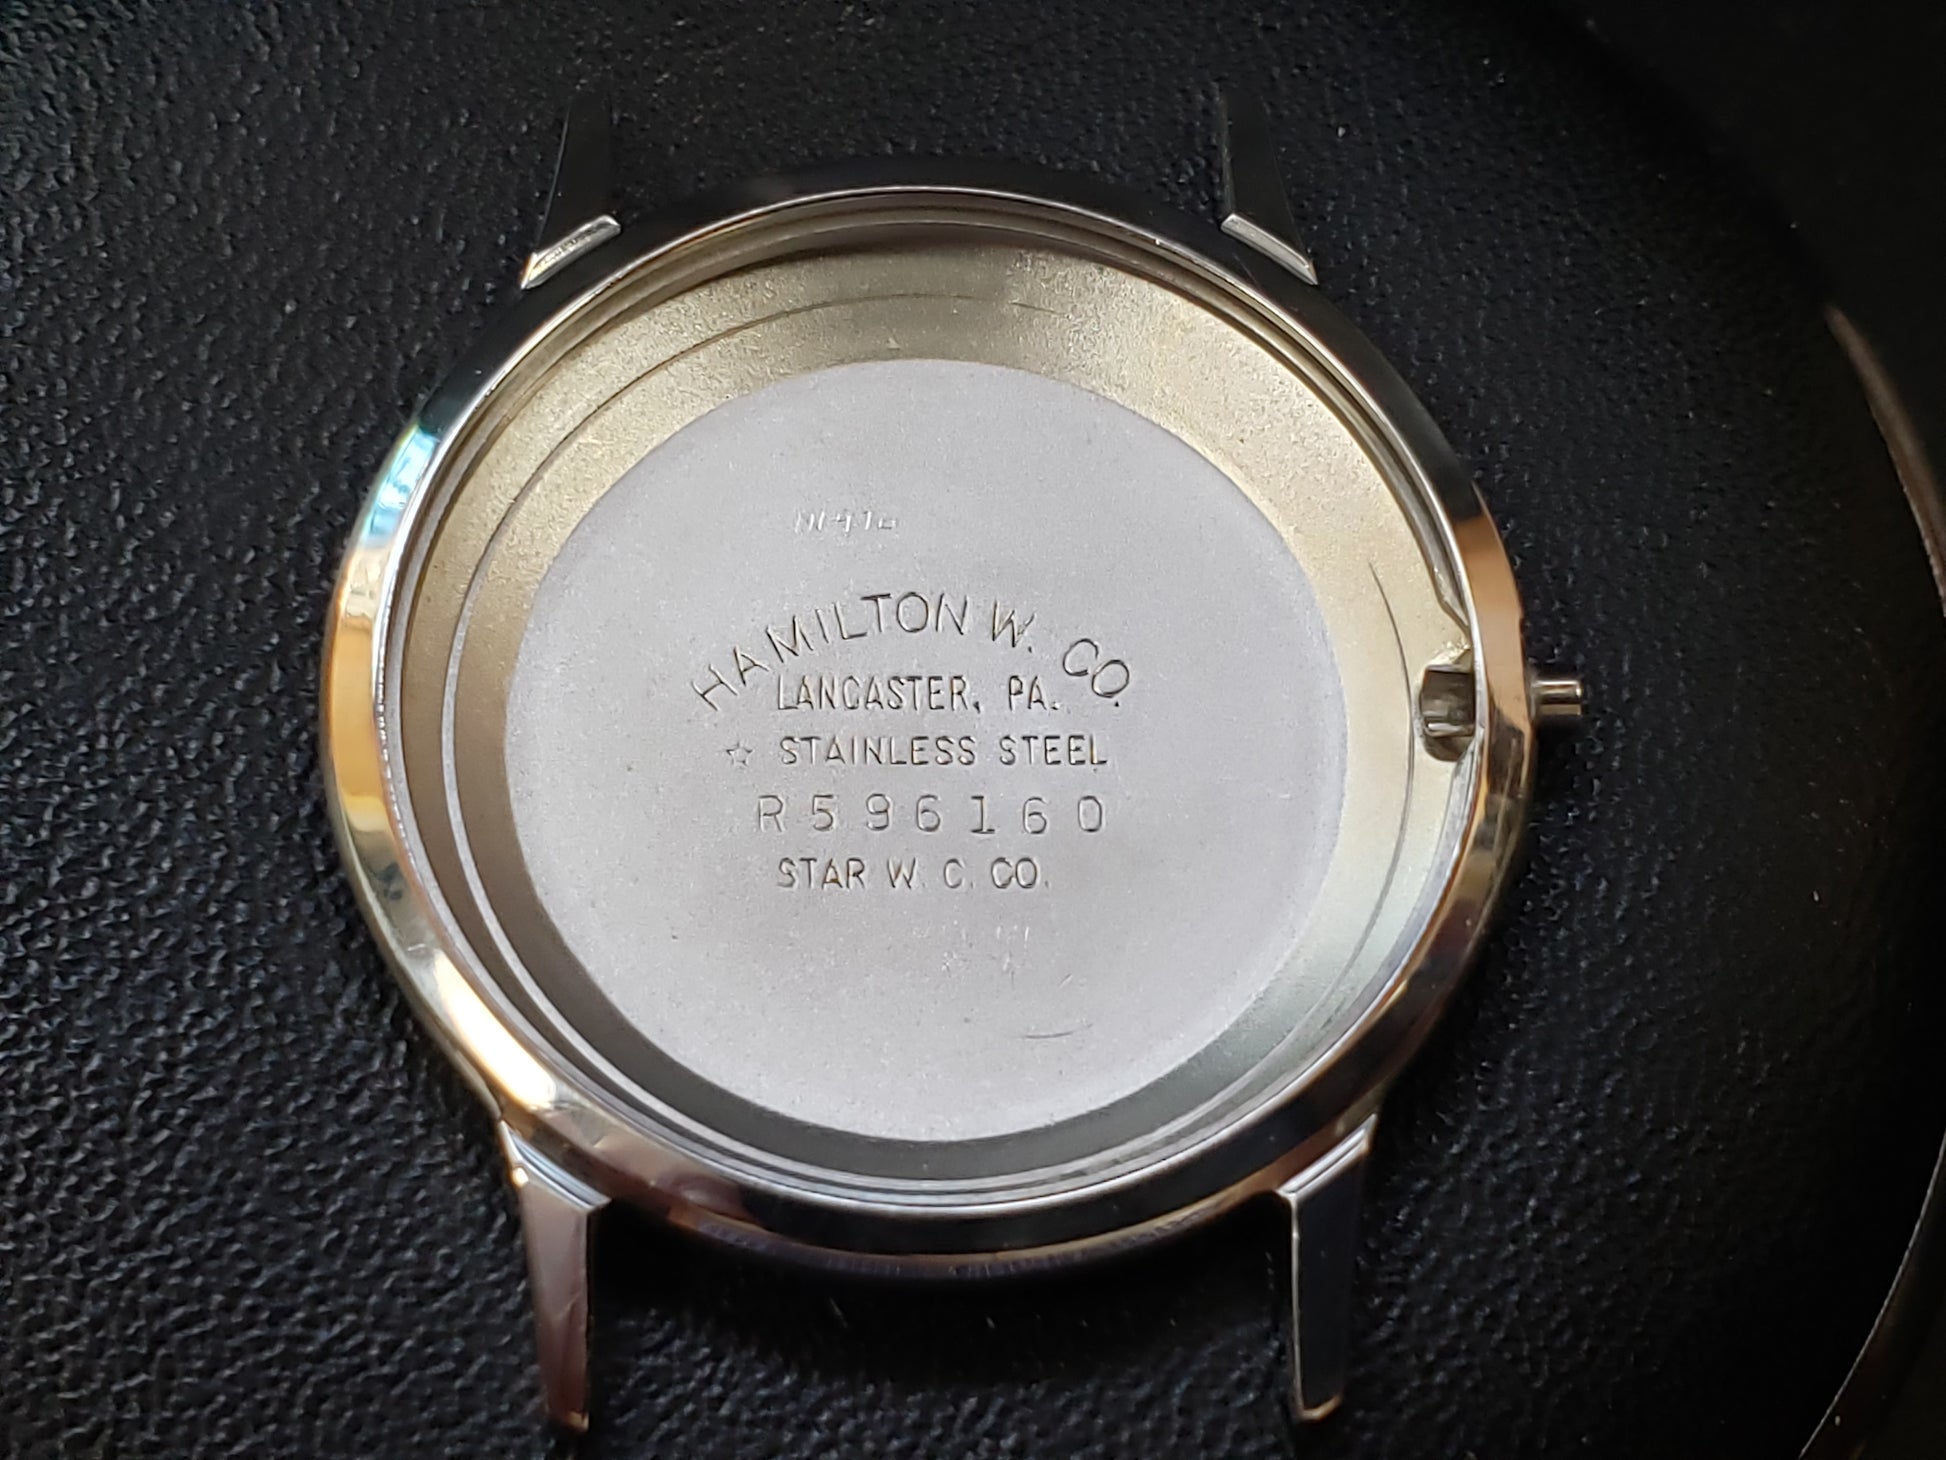 HAMILTON W. CO.
LANCASTER, PA.
☆ STAINLESS STEEL
R596160
STAR W. C. CO.